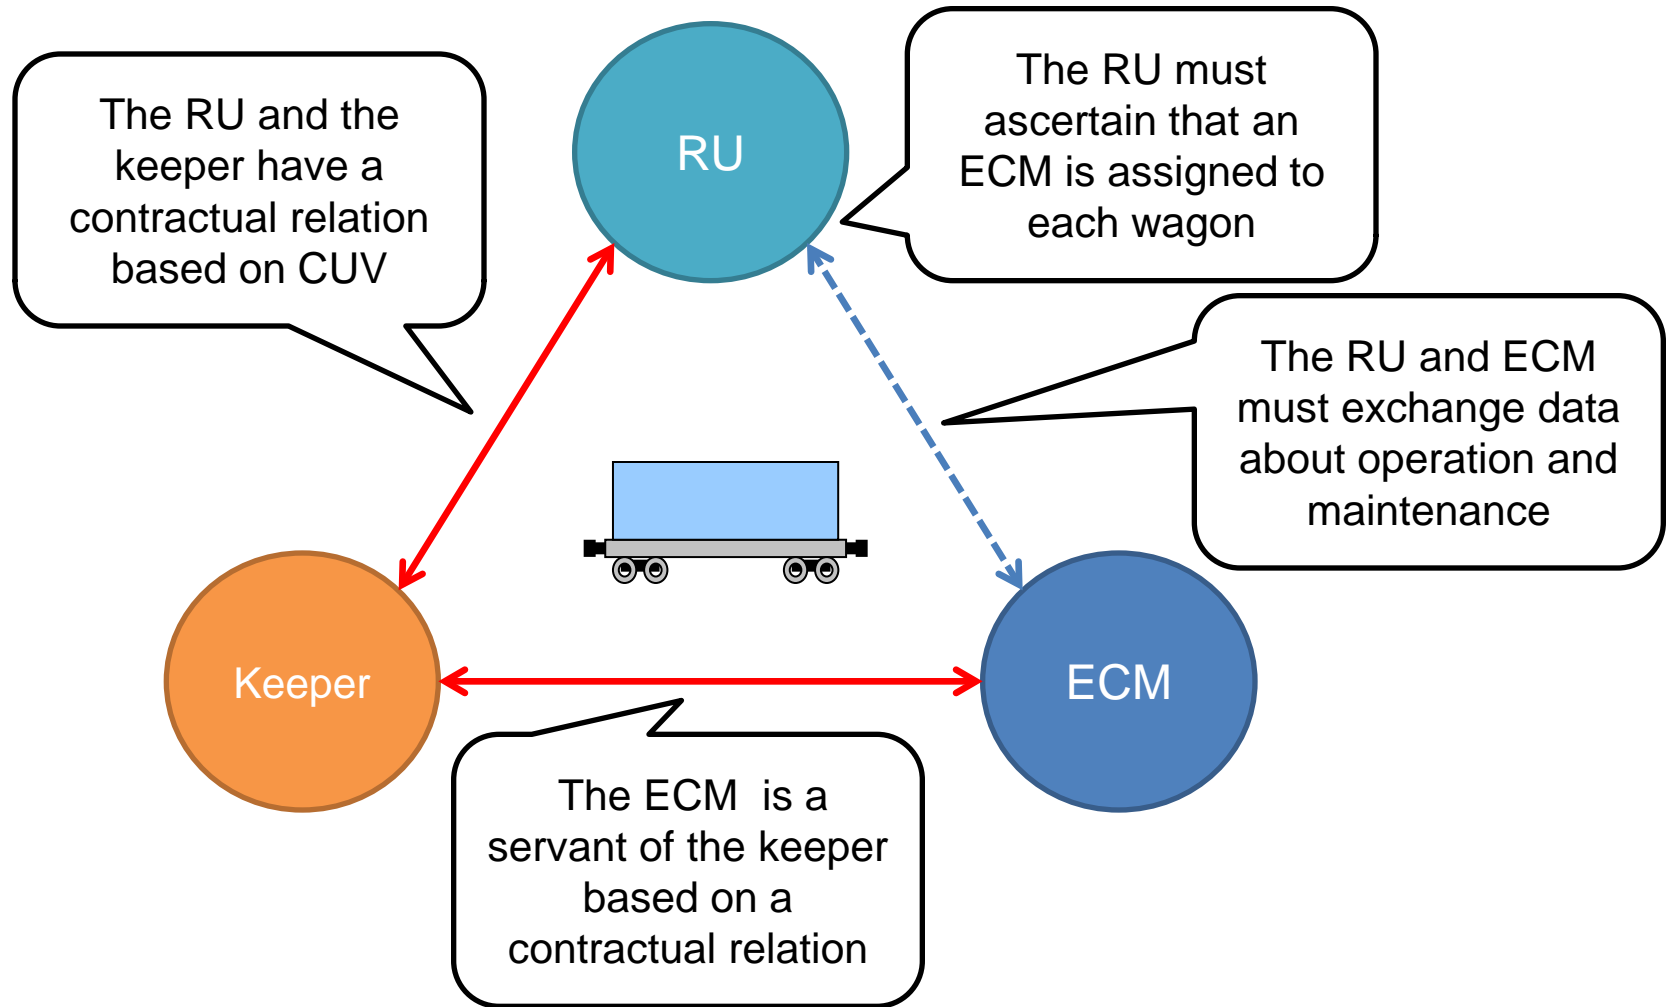 The RU and the
keeper have a
contractual relation
based on CUV
RU
The RU must
ascertain that an
ECM is assigned to
each wagon
The RU and ECM
must exchange data
about operation and
maintenance
Keeper
ECM
The ECM  is a
servant of the keeper
based on a
contractual relation